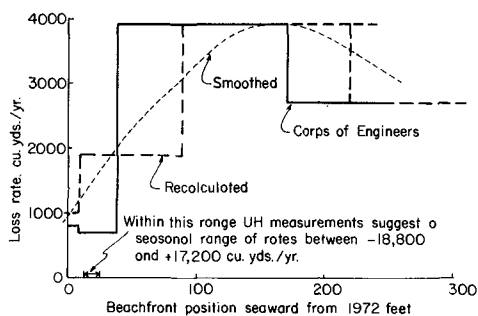 4000
3000
2000
1000
0
Loss rate. cu. yds./yr.
Smoothed
Corps of Engineers
Recolculoted
Within this ronge UH meosurements suggest o
seosonol ronge of rotes between -18,800
ond +17,200 cu. yds./yr.
0
100
200
300
Beachfront position seaward from 1972 feet